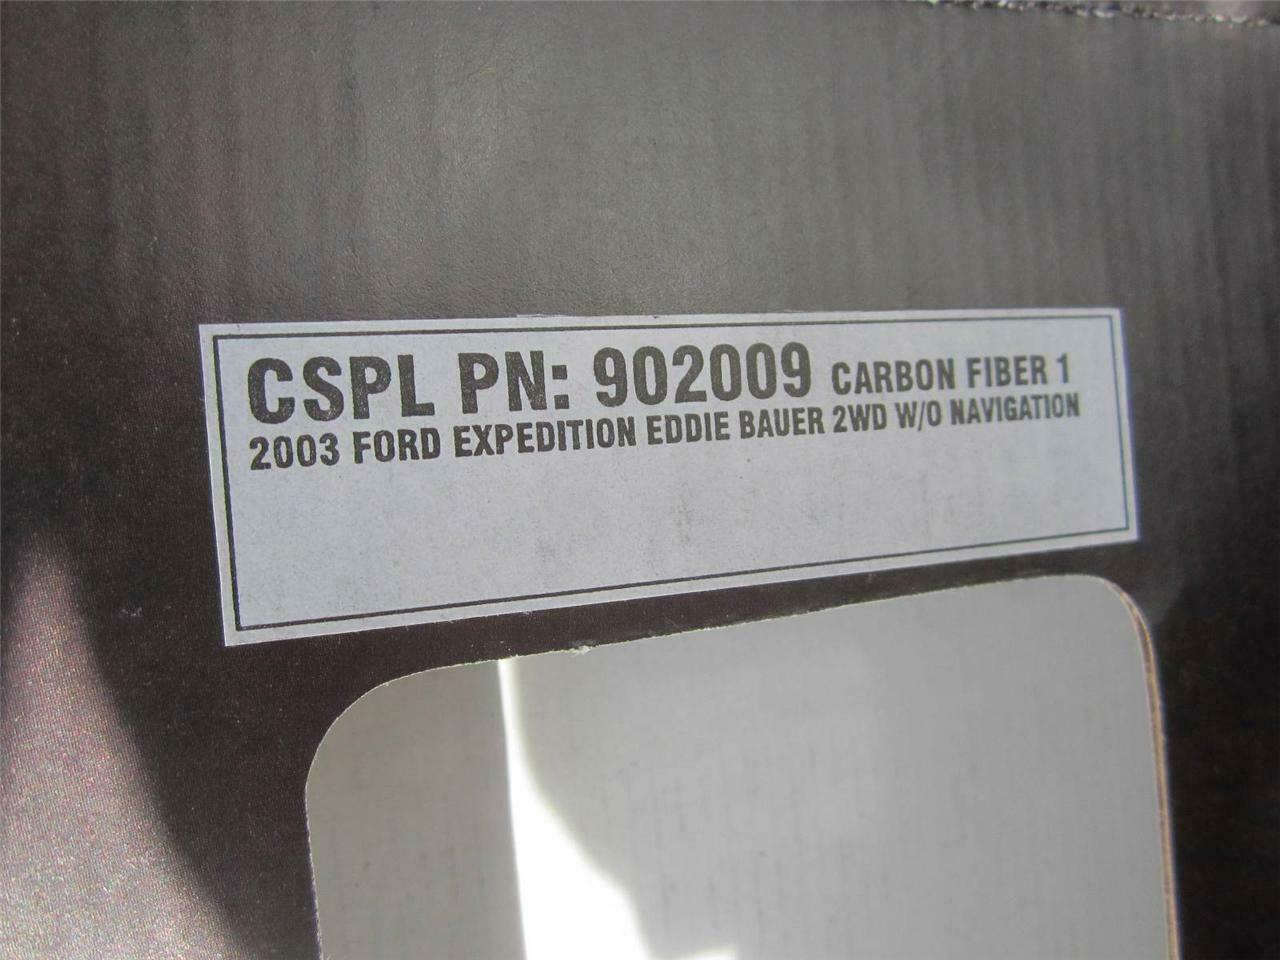 CSPL PN: 902009 CARBON FIBER 1
2003 FORD EXPEDITION EDDIE BAUER 2WD W/O NAVIGATION